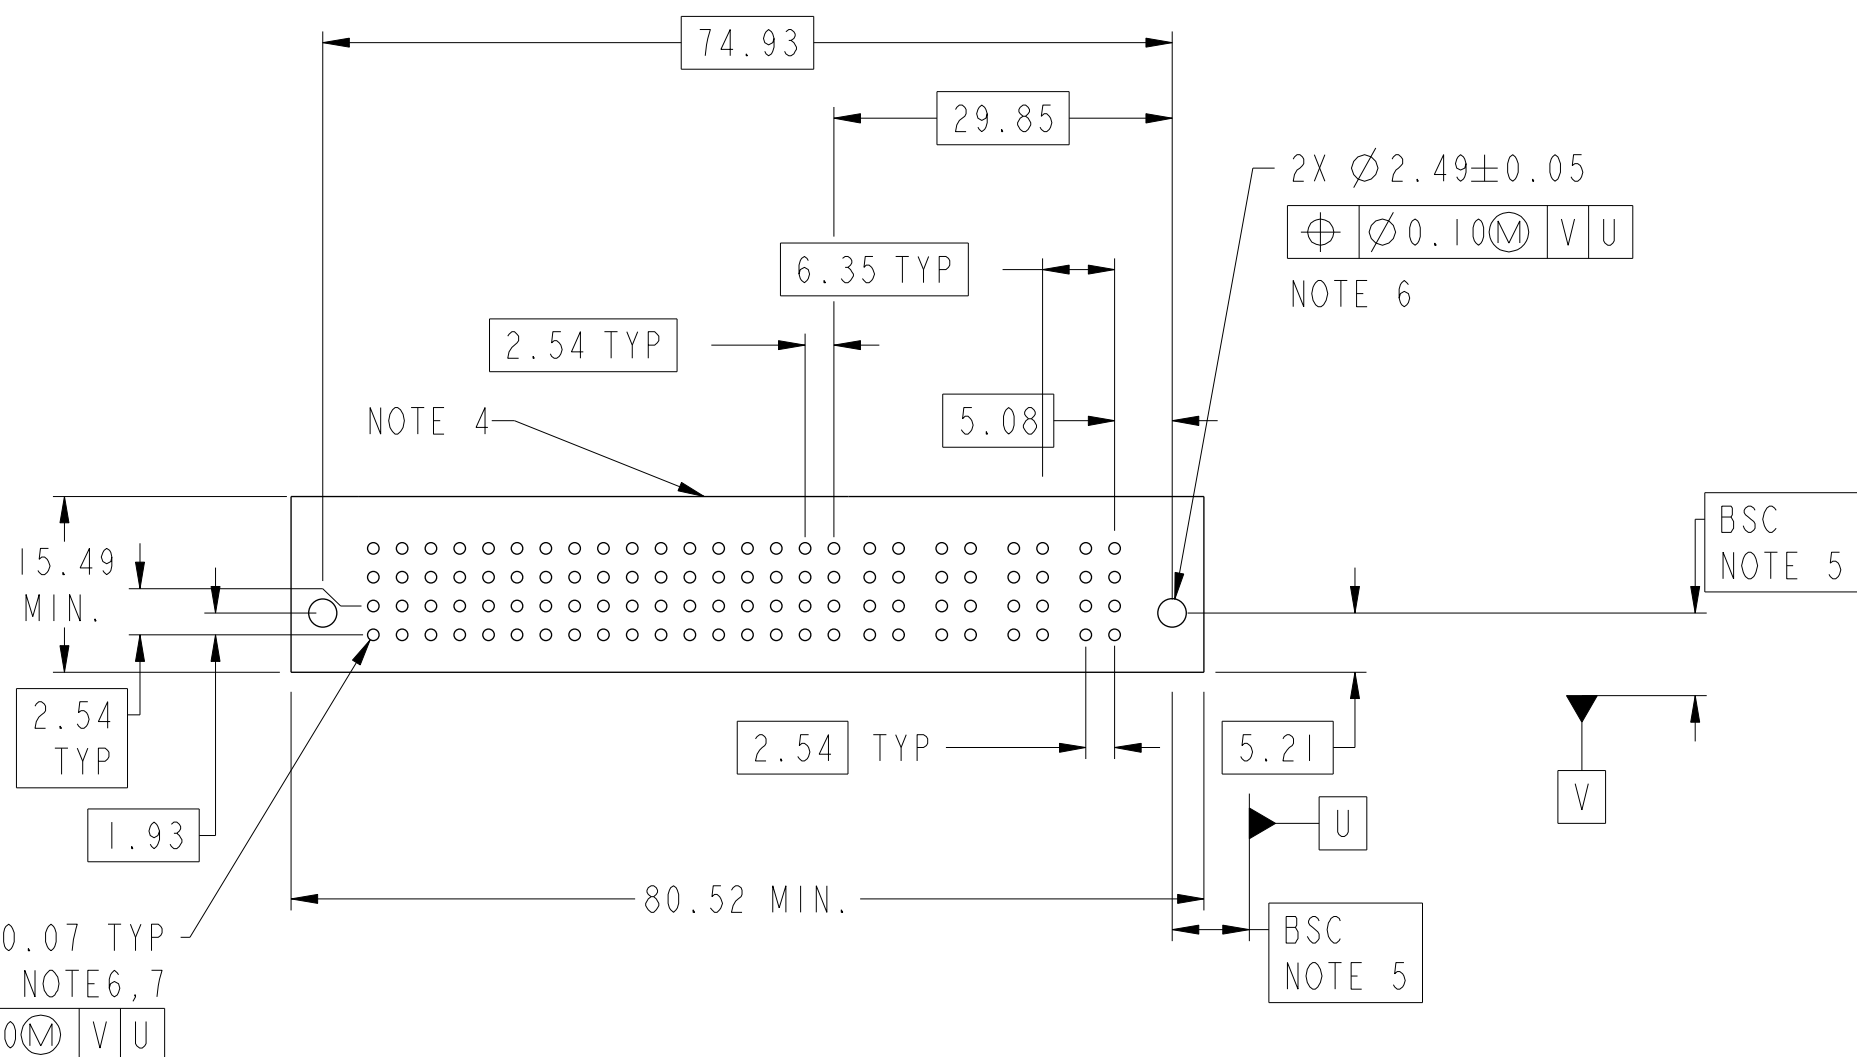 74.93
29.85
2X ⌀2.49±0.05
⌖ ⌀0.10Ⓜ V U
NOTE 6
6.35 TYP
2.54 TYP
5.08
NOTE 4
BSC
NOTE 5
15.49
MIN.
2.54
TYP
2.54 TYP
5.21
V
1.93
U
80.52 MIN.
BSC
NOTE 5
0.07 TYP
NOTE6,7
0Ⓜ V U